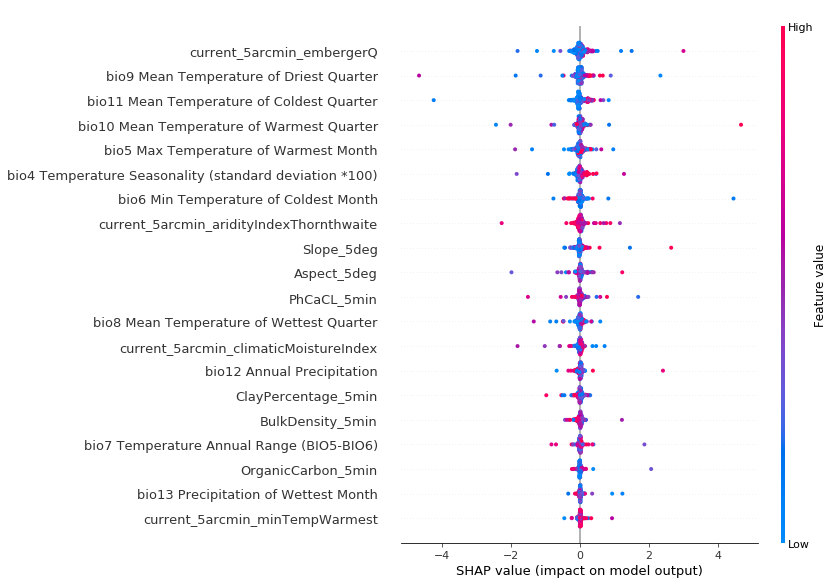 High
current_5arcmin_embergerQ
bio9 Mean Temperature of Driest Quarter
bio11 Mean Temperature of Coldest Quarter
bio10 Mean Temperature of Warmest Quarter
bio5 Max Temperature of Warmest Month
bio4 Temperature Seasonality (standard deviation *100)
bio6 Min Temperature of Coldest Month
current_5arcmin_aridityIndexThornthwaite
Slope_5deg
Aspect_5deg
PhCaCL_5min
bio8 Mean Temperature of Wettest Quarter
current_5arcmin_climaticMoistureIndex
bio12 Annual Precipitation
ClayPercentage_5min
BulkDensity_5min
bio7 Temperature Annual Range (BIO5-BIO6)
OrganicCarbon_5min
bio13 Precipitation of Wettest Month
current_5arcmin_minTempWarmest
Feature value
Low
−4 −2 0 2 4
SHAP value (impact on model output)